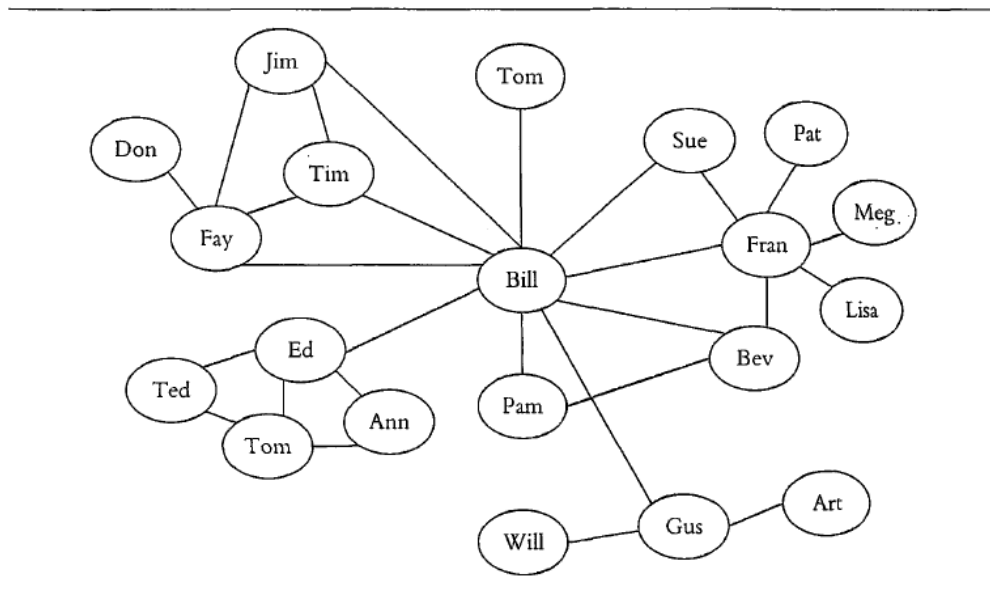 Jim
Tom
Sue
Pat
Don
Tim
Meg
Fay
Fran
Bill
Lisa
Ed
Bev
Ted
Ann
Pam
Tom
Gus
Art
Will